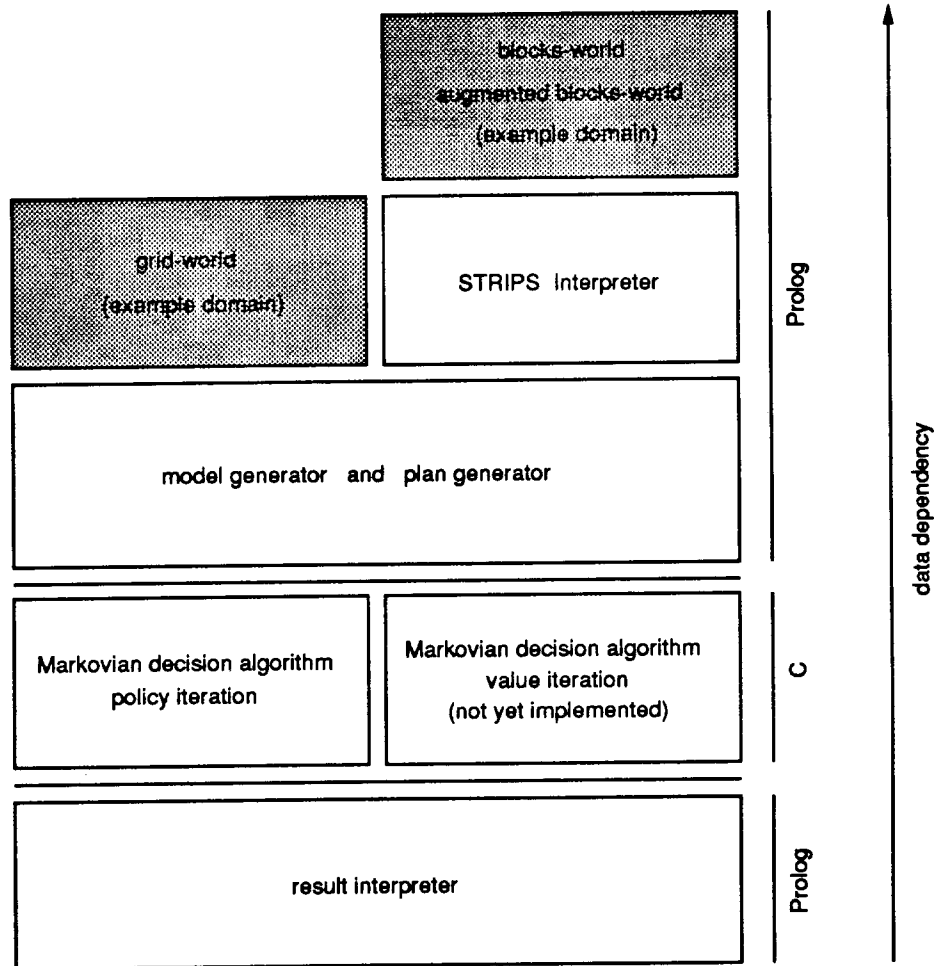 blocks-world
augmented blocks-world
(example domain)
grid-world
(example domain)
STRIPS Interpreter
Prolog
model generator and plan generator
data dependency
Markovian decision algorithm
policy iteration
Markovian decision algorithm
value iteration
(not yet implemented)
C
result interpreter
Prolog